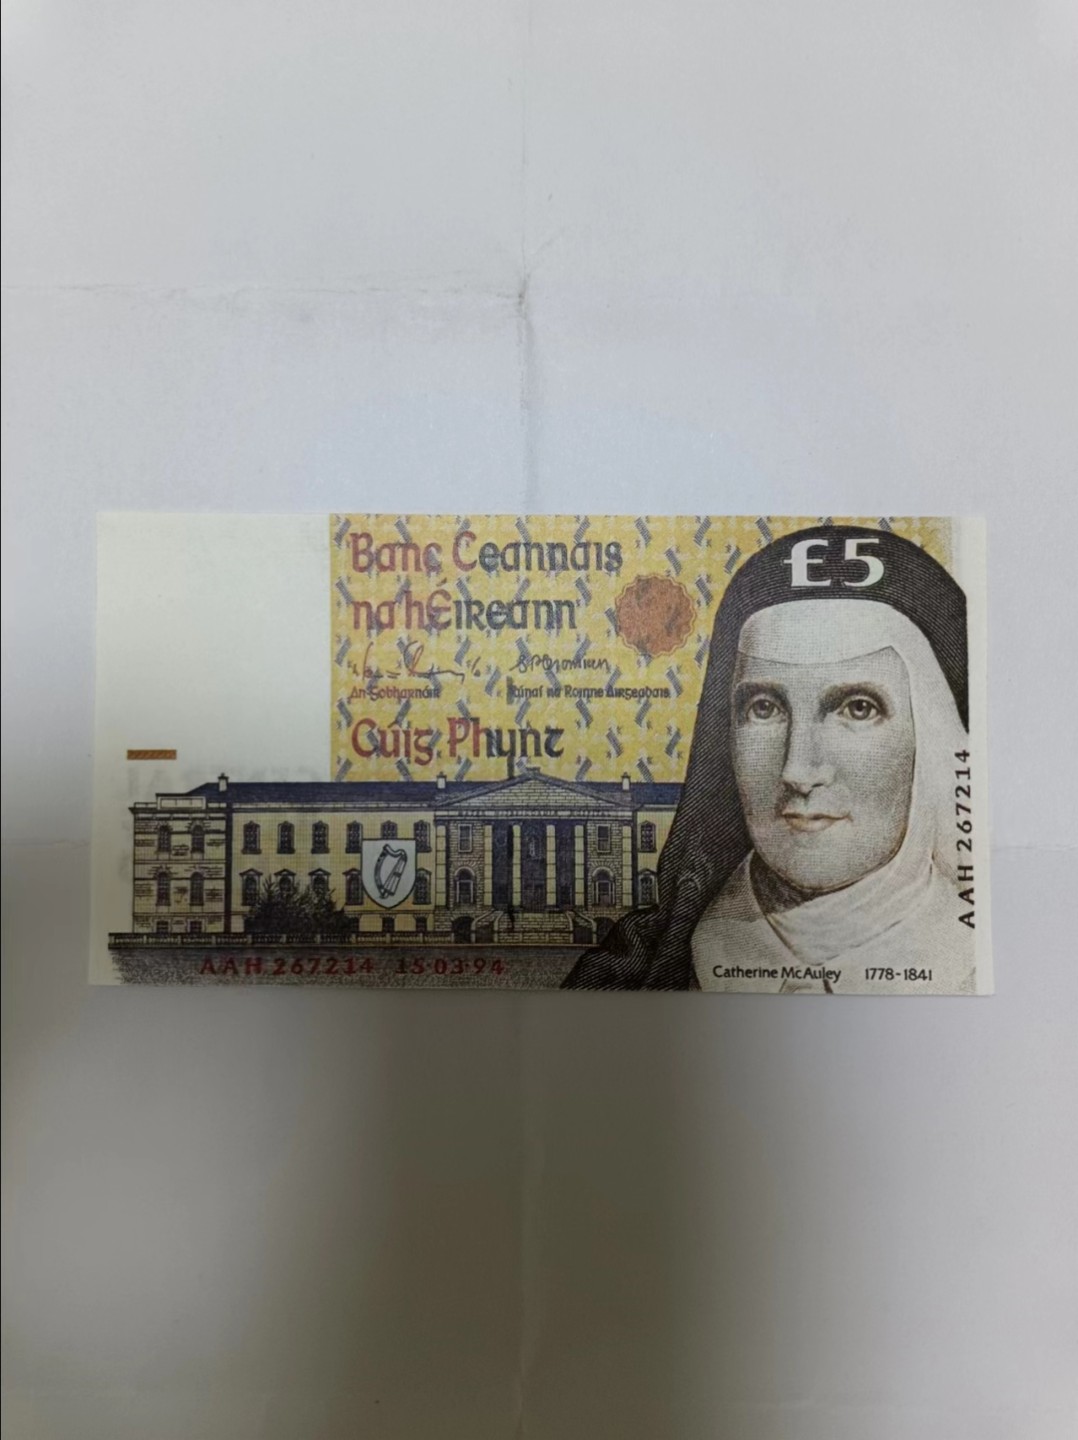 Banc Ceannais
na hÉireann
£5
An Gobharnóir
Rúnaí na Roinne Airgeadais
Cúig Phunt
AAH 267214
AAH 267214 15·03·94
Catherine McAuley 1778-1841